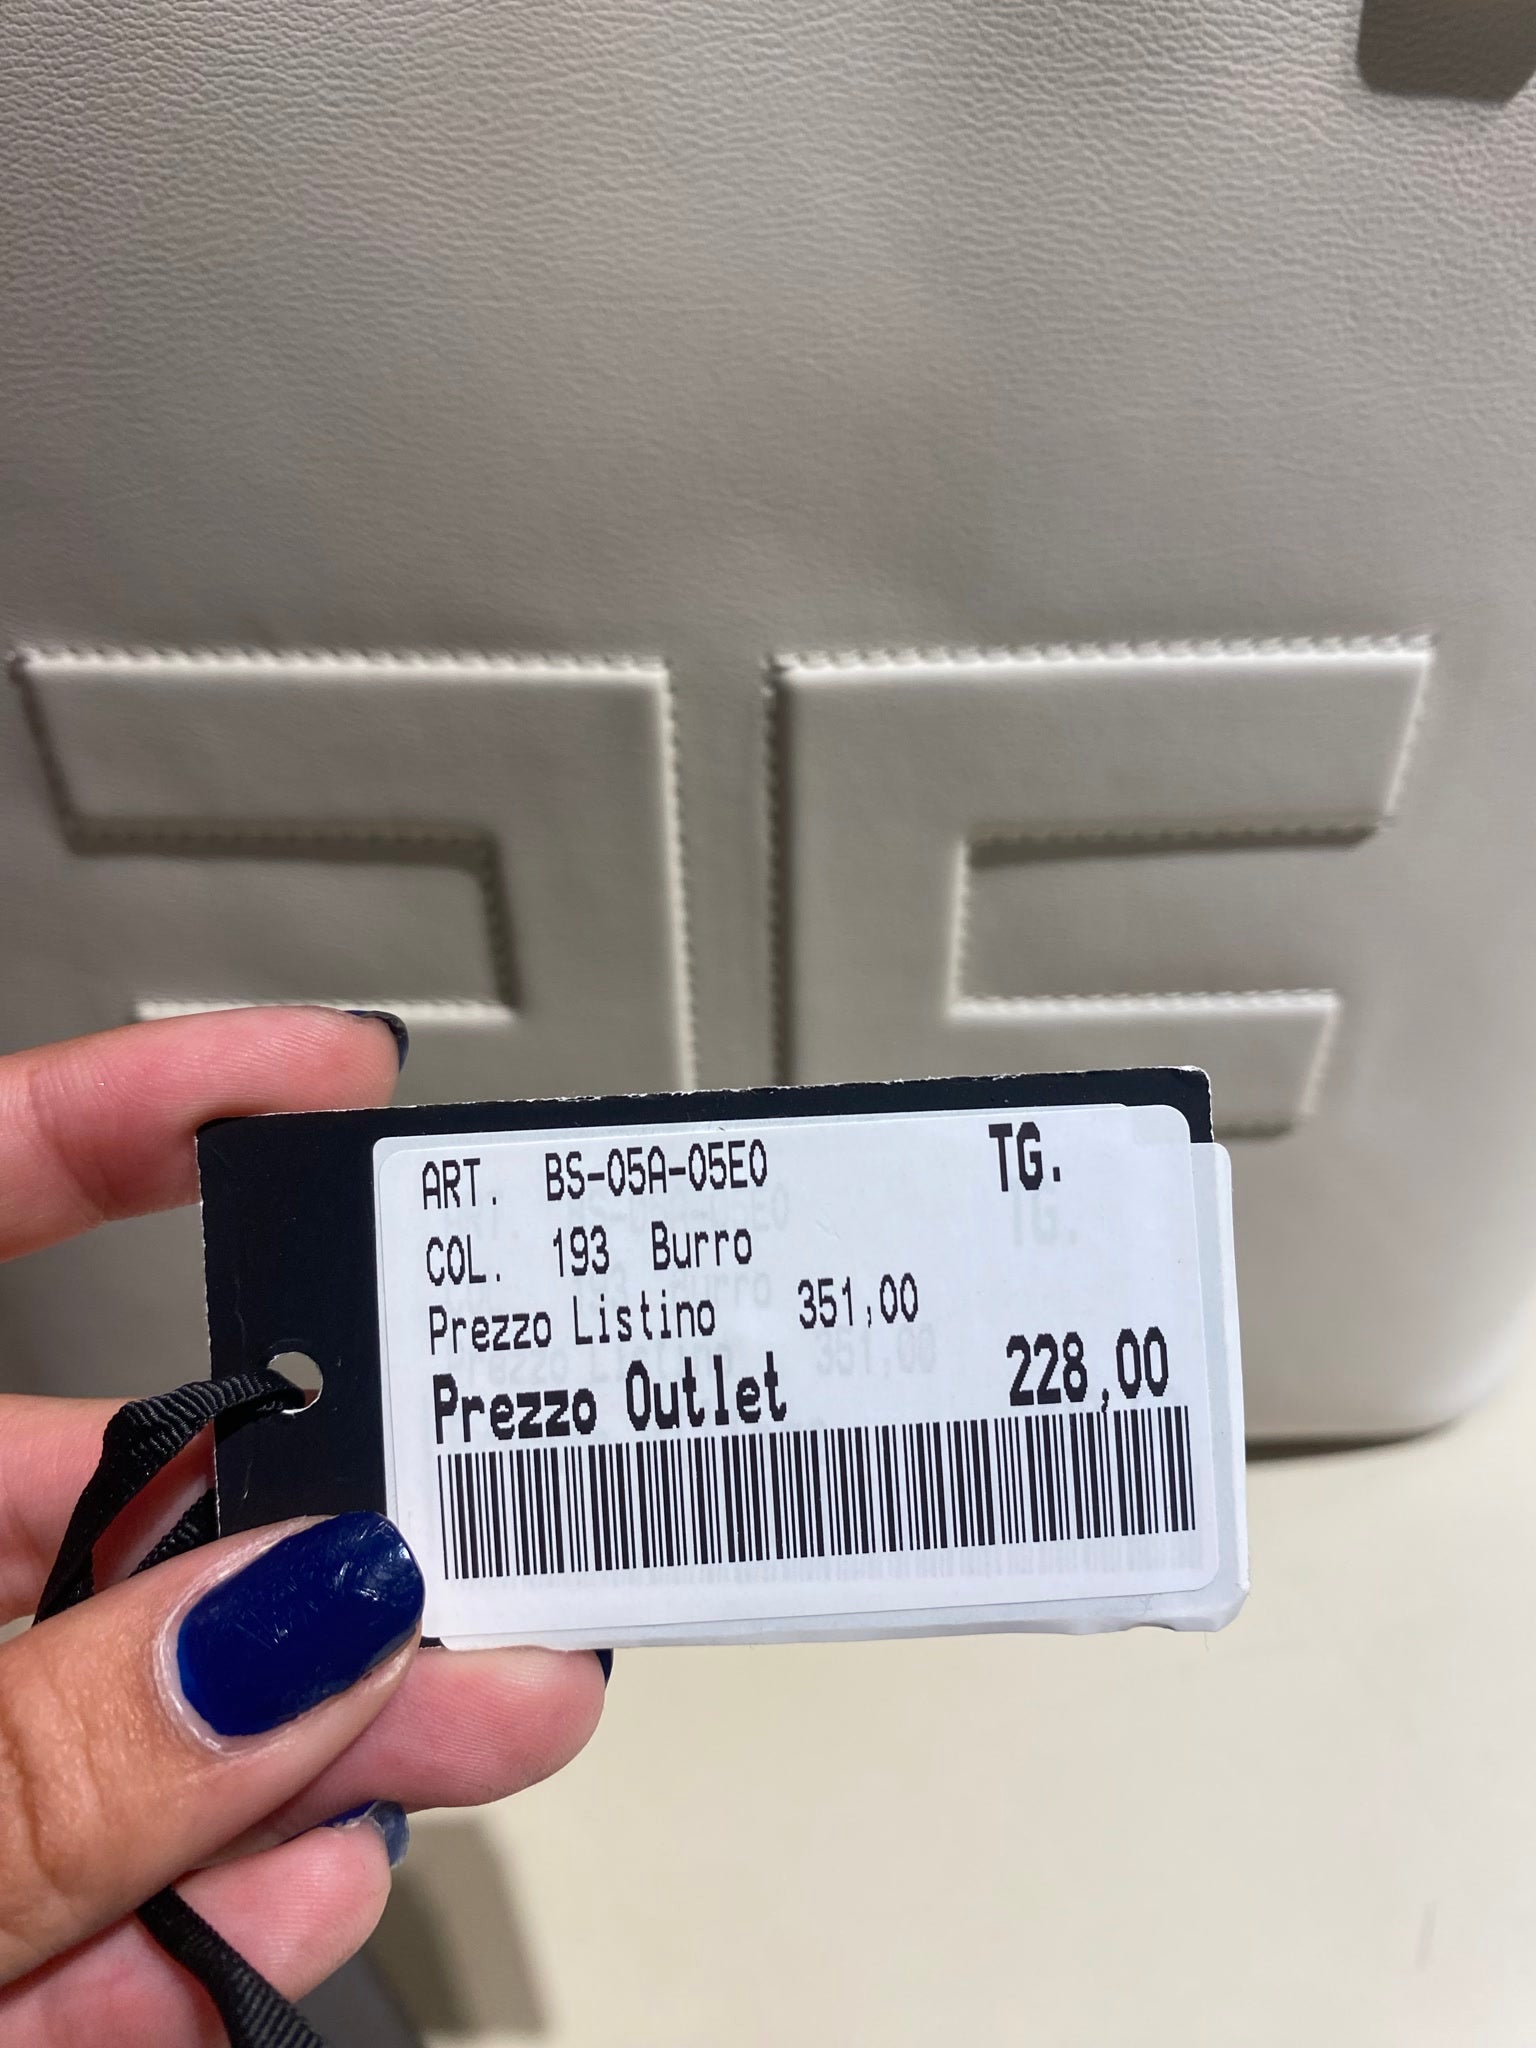 ART. BS-05A-05E0 TG.
COL. 193 Burro
Prezzo Listino 351,00
Prezzo Outlet 228,00